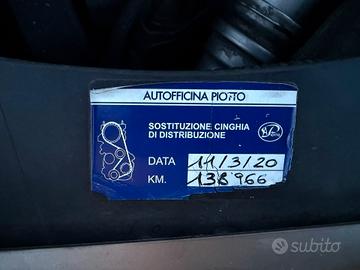 AUTOFFICINA PIOTTO
SOSTITUZIONE CINGHIA
DI DISTRIBUZIONE
DATA 11/3/20
KM. 138966
subito